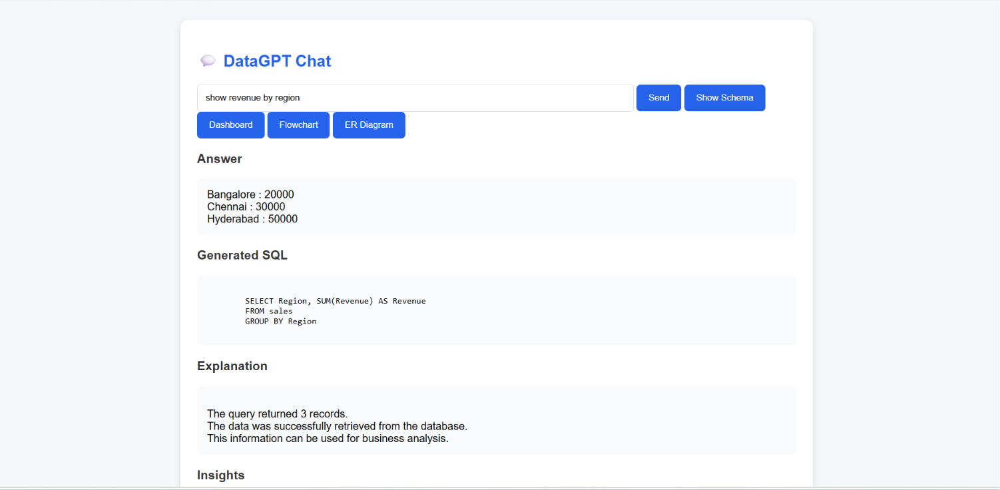 DataGPT Chat
show revenue by region
Send
Show Schema
Dashboard
Flowchart
ER Diagram
Answer
Bangalore : 20000
Chennai : 30000
Hyderabad : 50000
Generated SQL
SELECT Region, SUM(Revenue) AS Revenue
FROM sales
GROUP BY Region
Explanation
The query returned 3 records.
The data was successfully retrieved from the database.
This information can be used for business analysis.
Insights